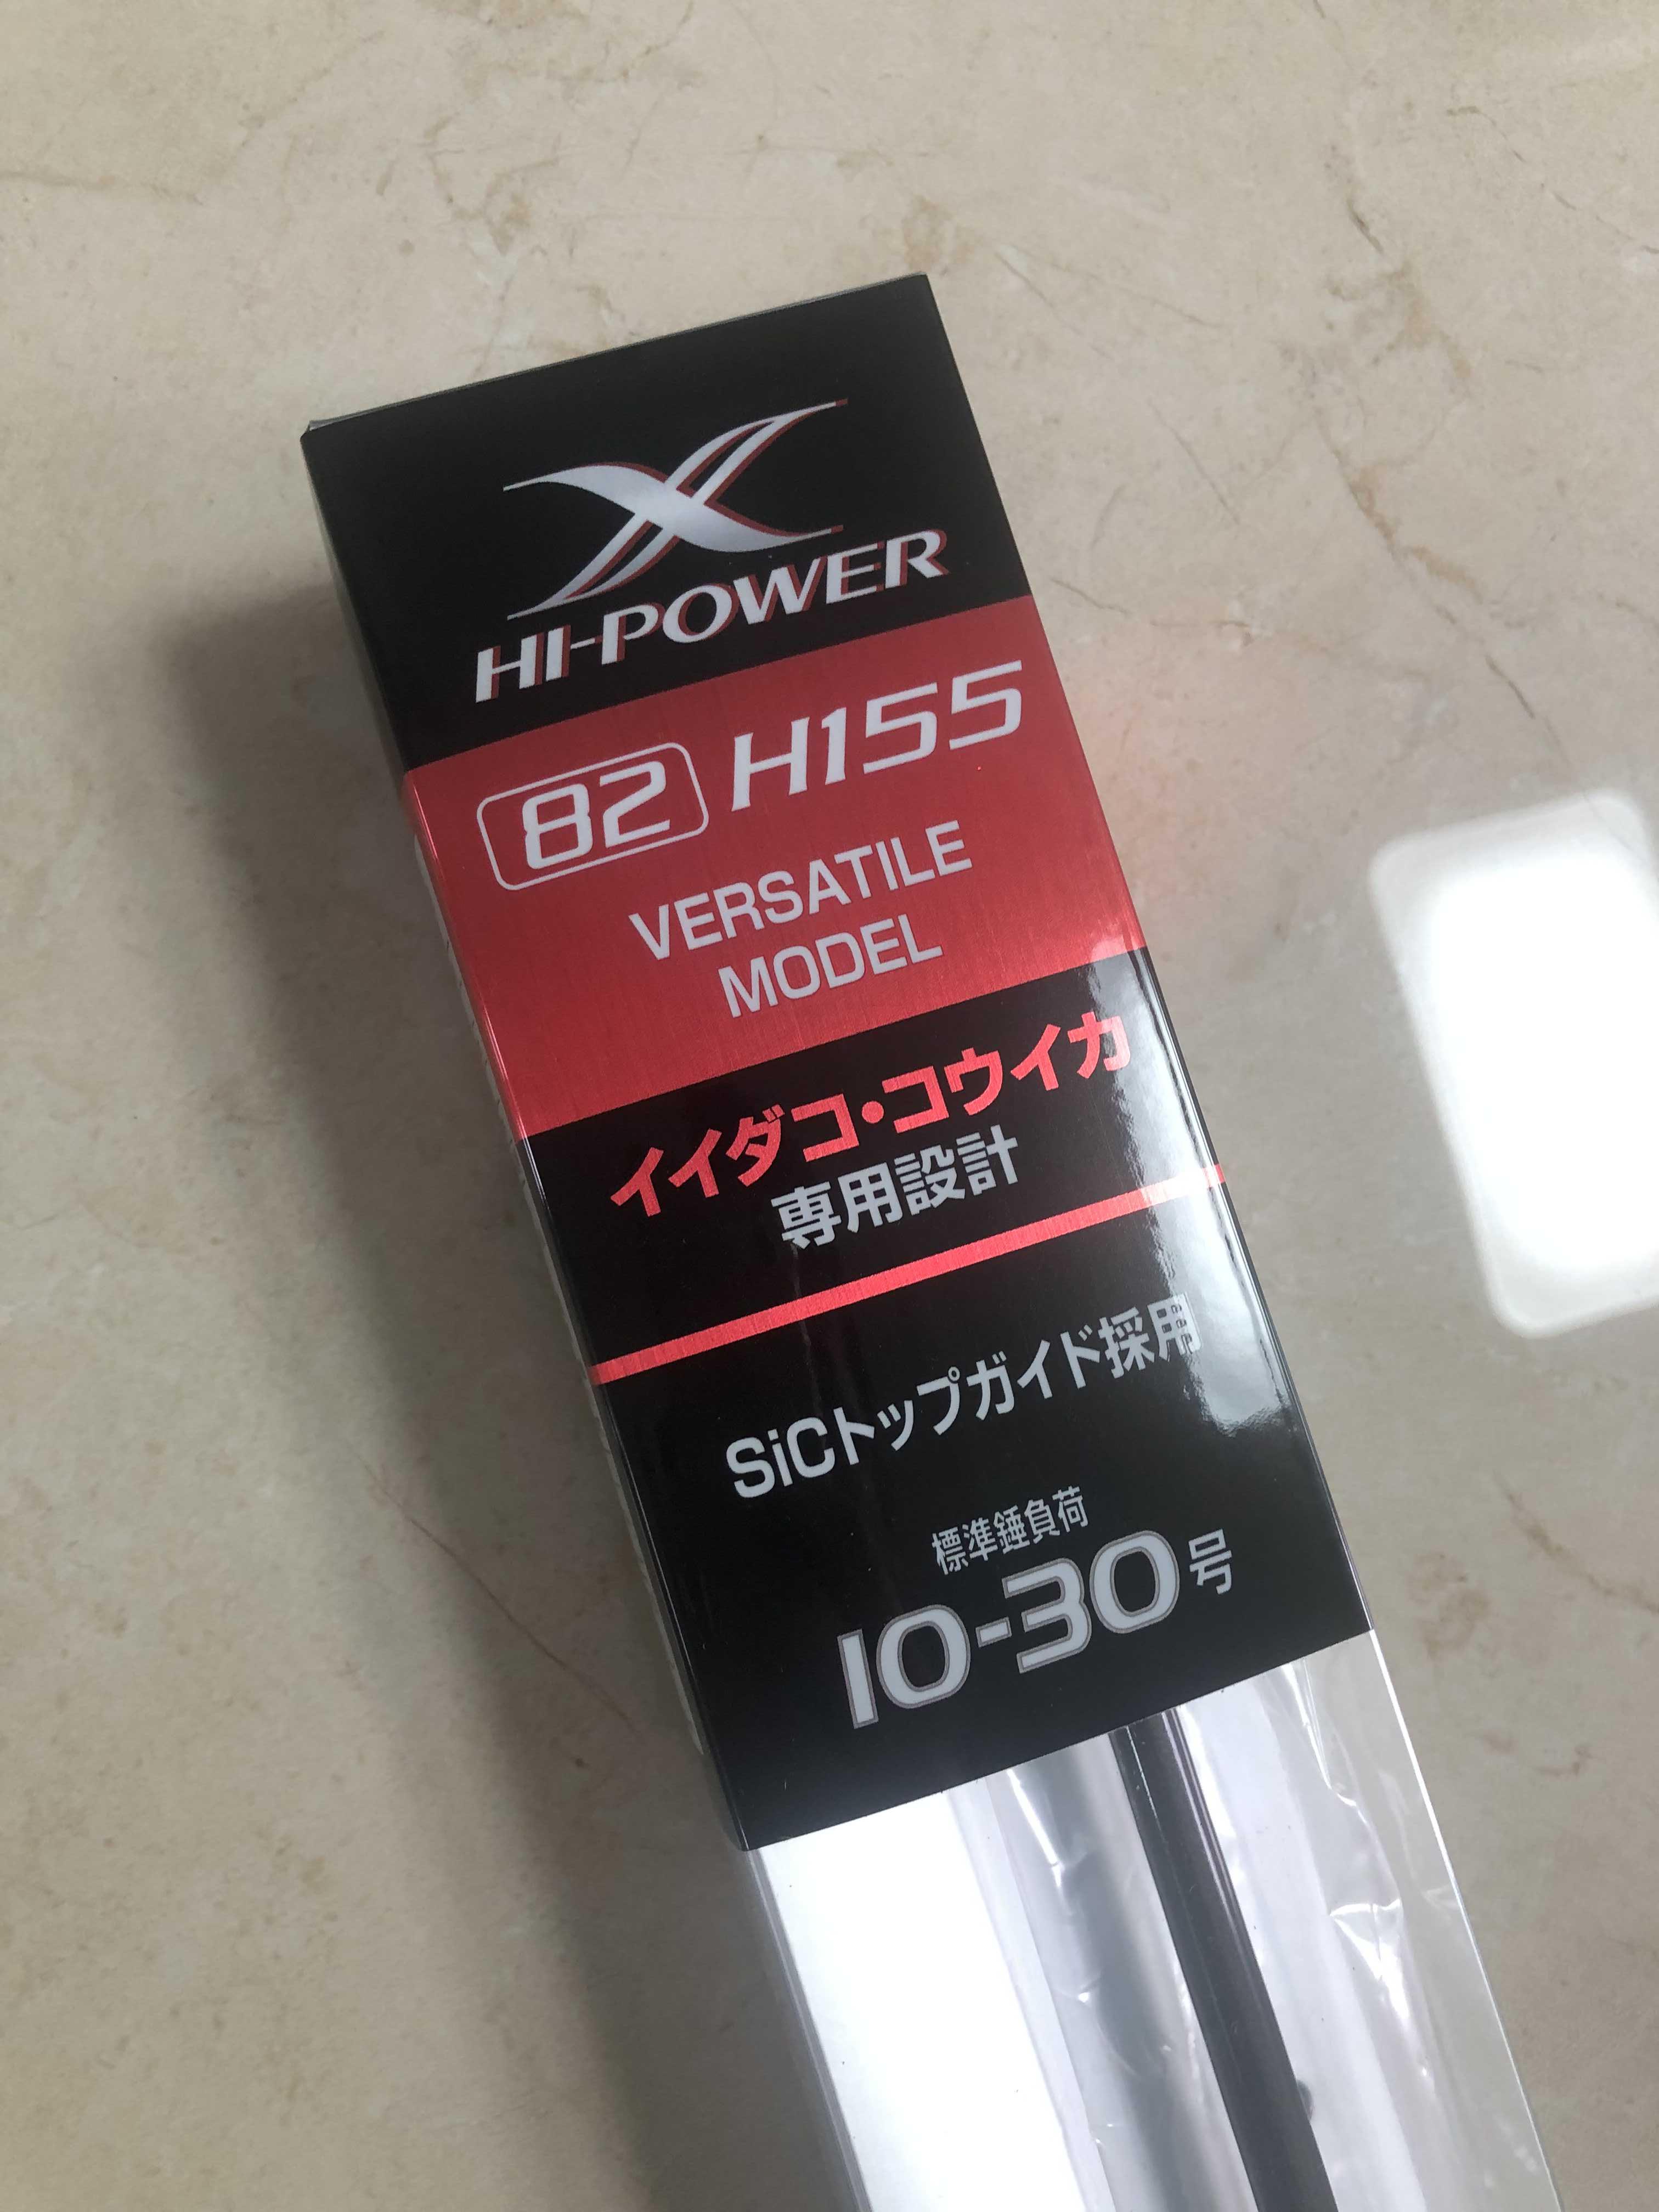 X
HI-POWER
82 H155
VERSATILE
MODEL
イイダコ・コウイカ
専用設計
SiCトップガイド採用
標準錘負荷
10-30号